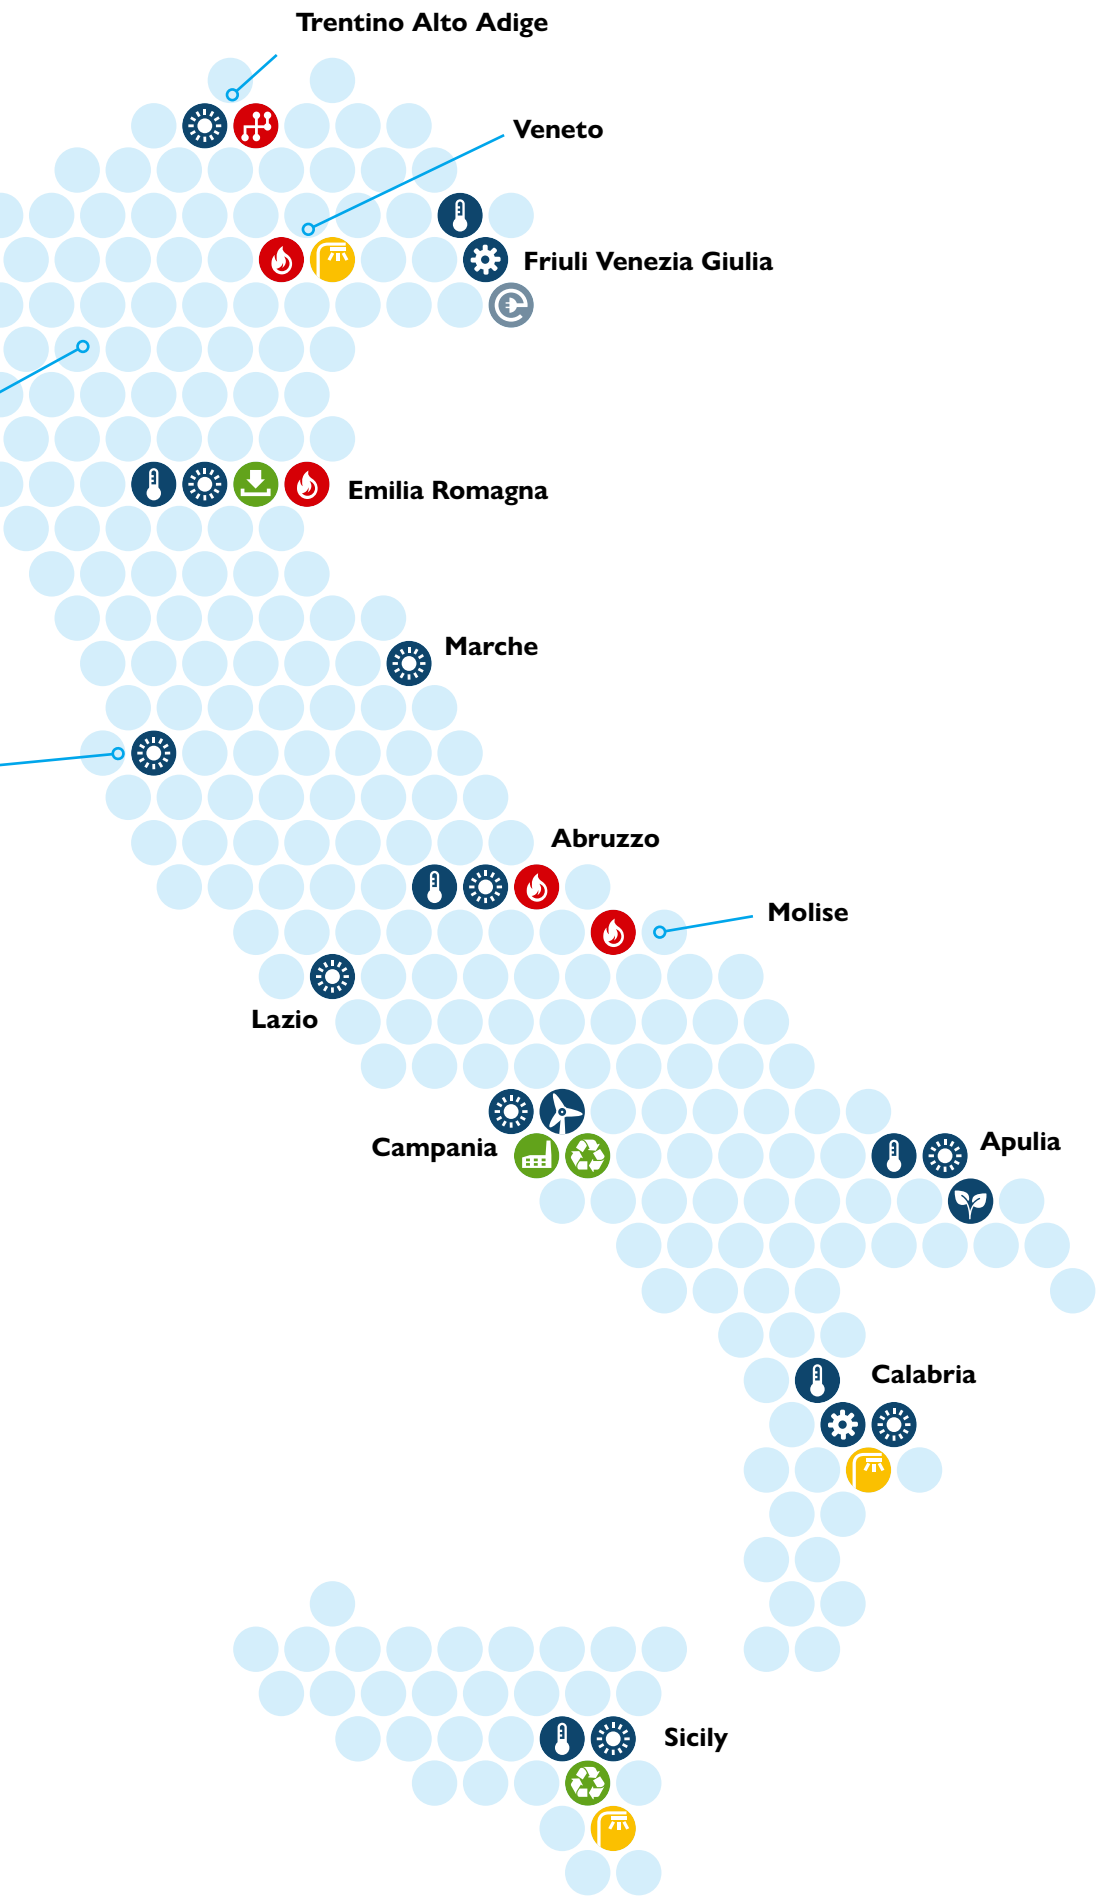 Trentino Alto Adige
Veneto
Friuli Venezia Giulia
Emilia Romagna
Marche
Abruzzo
Molise
Lazio
Campania
Apulia
Calabria
Sicily